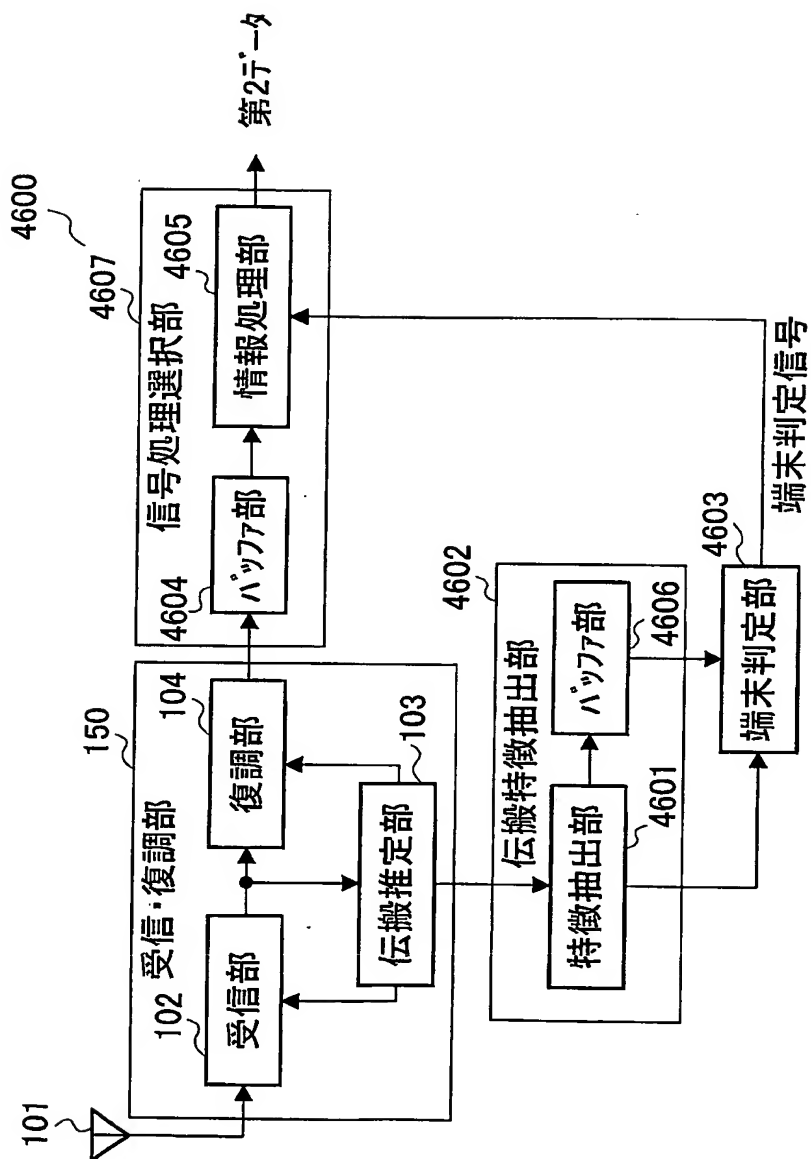 4600
101
150
受信・復調部
102
受信部
104
復調部
103
伝搬推定部
4607
信号処理選択部
4604
バッファ部
4605
情報処理部
第2データ
4602
伝搬特徴抽出部
4601
特徴抽出部
4606
バッファ部
4603
端末判定部
端末判定信号